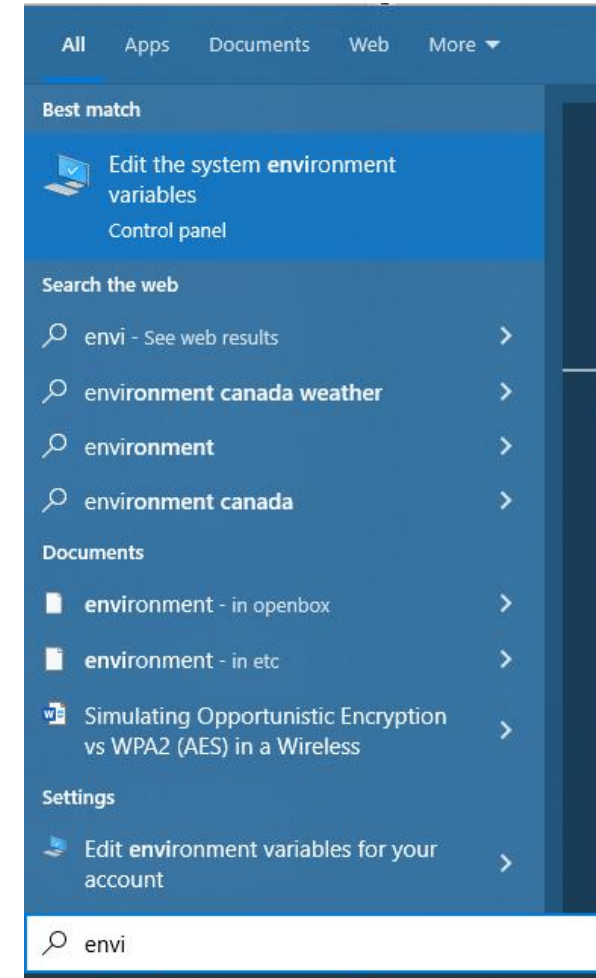 All Apps Documents Web More
Best match
Edit the system environment
variables
Control panel
Search the web
envi - See web results
environment canada weather
environment
environment canada
Documents
environment - in openbox
environment - in etc
Simulating Opportunistic Encryption
vs WPA2 (AES) in a Wireless
Settings
Edit environment variables for your
account
envi